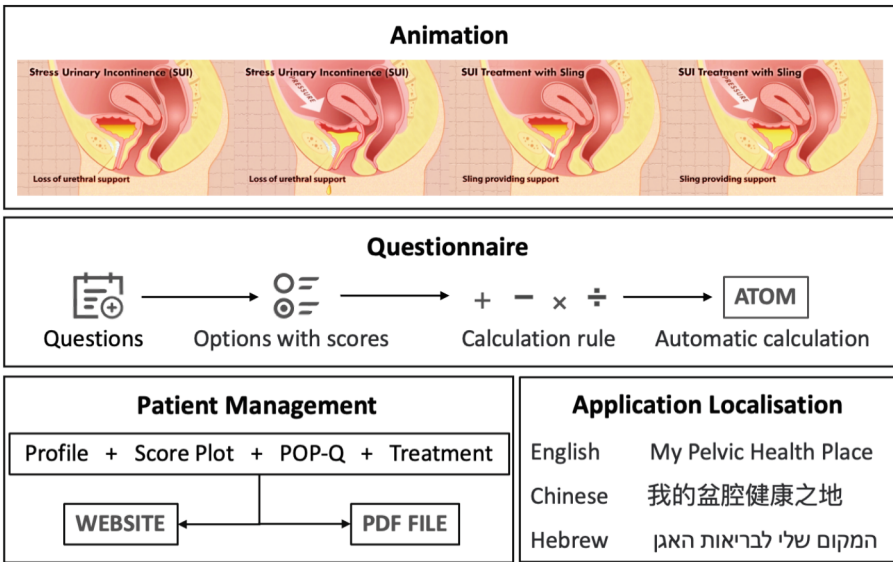 Animation
Stress Urinary Incontinence (SUI)
Loss of urethral support
Stress Urinary Incontinence (SUI)
PRESSURE
Loss of urethral support
SUI Treatment with Sling
Sling providing support
SUI Treatment with Sling
PRESSURE
Sling providing support
Questionnaire
+ − × ÷
ATOM
Questions
Options with scores
Calculation rule
Automatic calculation
Patient Management
Profile + Score Plot + POP-Q + Treatment
WEBSITE
PDF FILE
Application Localisation
English My Pelvic Health Place
Chinese 我的盆腔健康之地
Hebrew המקום שלי לבריאות האגן